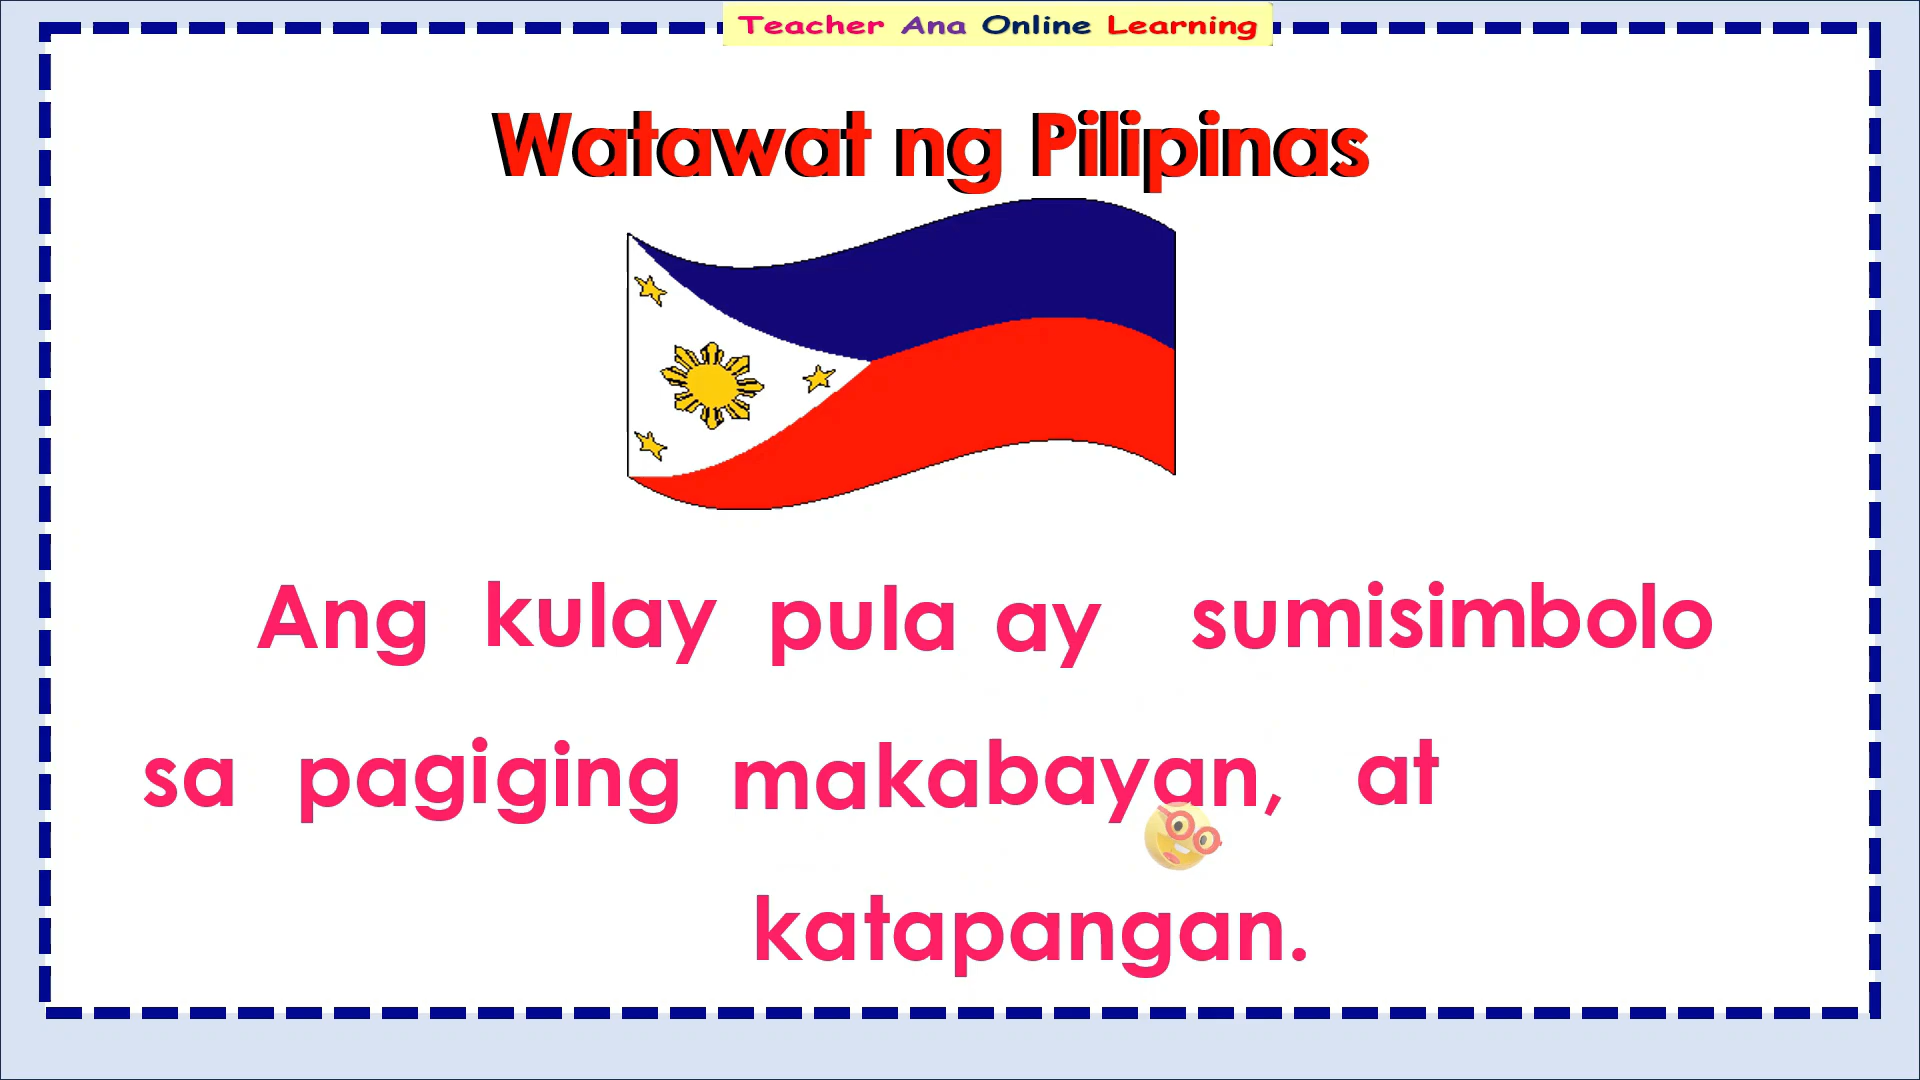 Teacher Ana Online Learning
Watawat ng Pilipinas
Ang kulay pula ay sumisimbolo
sa pagiging makabayan, at
katapangan.